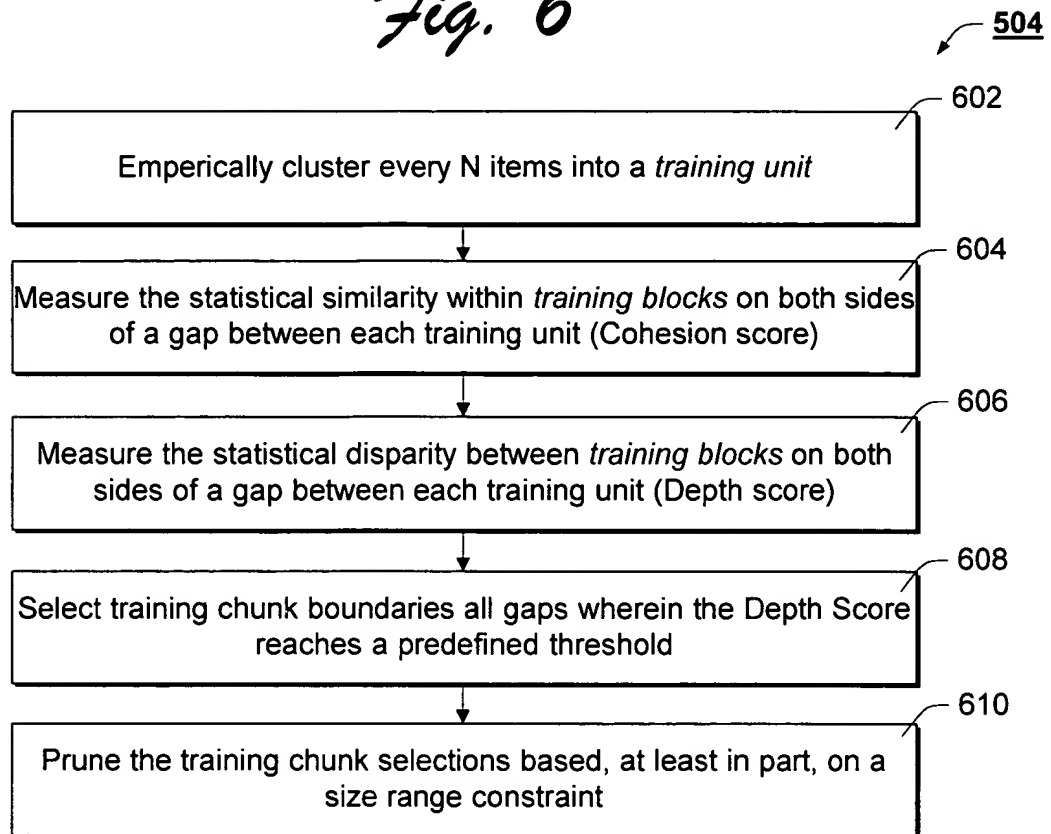 Fig. 6
504
602
Emperically cluster every N items into a training unit
604
Measure the statistical similarity within training blocks on both sides
of a gap between each training unit (Cohesion score)
606
Measure the statistical disparity between training blocks on both
sides of a gap between each training unit (Depth score)
608
Select training chunk boundaries all gaps wherein the Depth Score
reaches a predefined threshold
610
Prune the training chunk selections based, at least in part, on a
size range constraint